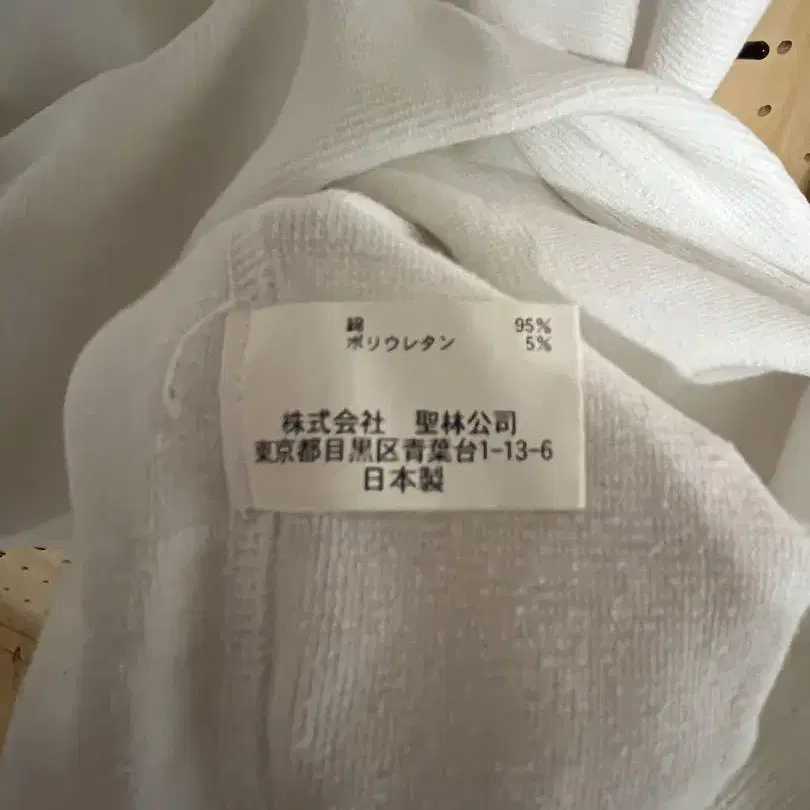 綿 95%
ポリウレタン 5%
株式会社 聖林公司
東京都目黒区青葉台1-13-6
日本製